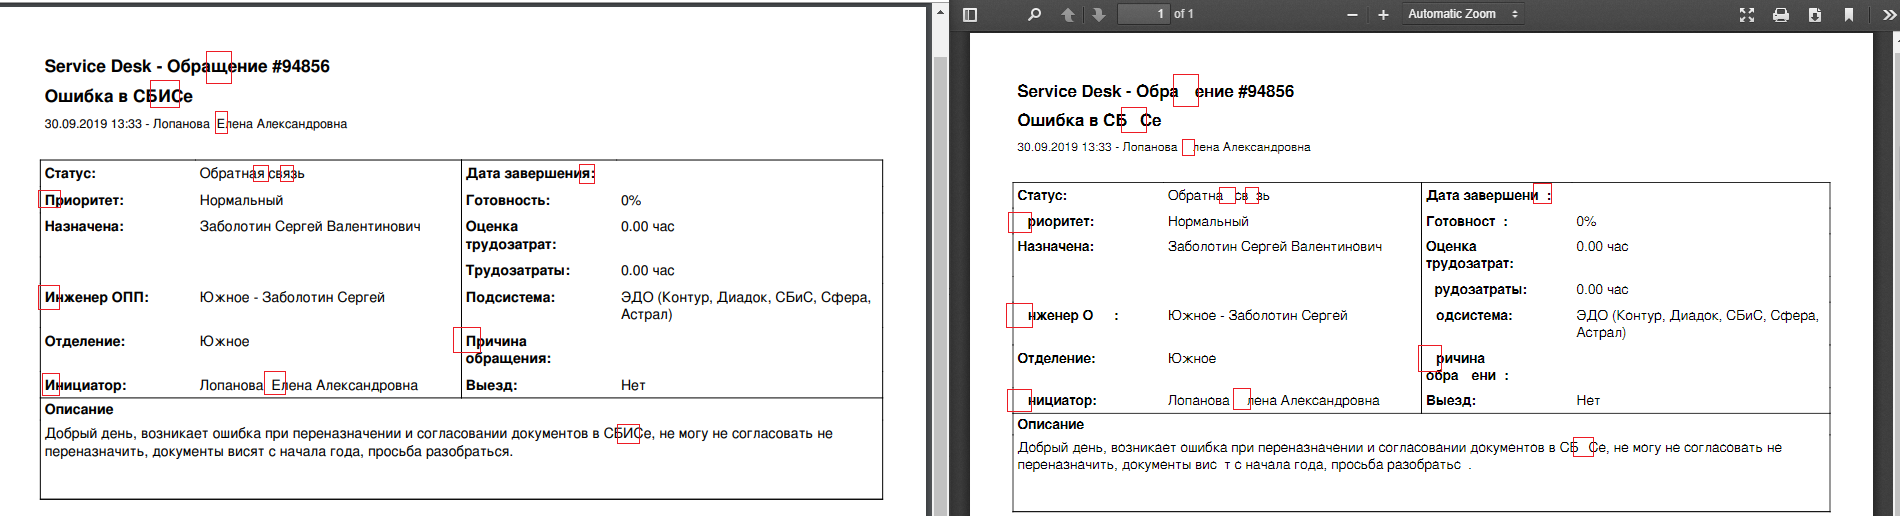 Service Desk - Обращение #94856
Ошибка в СБИСе
30.09.2019 13:33 - Лопанова Елена Александровна
Статус: Обратная связь Дата завершения:
Приоритет: Нормальный Готовность: 0%
Назначена: Заболотин Сергей Валентинович Оценка трудозатрат: 0.00 час
Трудозатраты: 0.00 час
Инженер ОПП: Южное - Заболотин Сергей Подсистема: ЭДО (Контур, Диадок, СБиС, Сфера, Астрал)
Отделение: Южное Причина обращения:
Инициатор: Лопанова Елена Александровна Выезд: Нет
Описание
Добрый день, возникает ошибка при переназначении и согласовании документов в СБИСе, не могу не согласовать не
переназначить, документы висят с начала года, просьба разобраться.
1 of 1 Automatic Zoom
Service Desk - Обра ение #94856
Ошибка в СБ Се
30.09.2019 13:33 - Лопанова лена Александровна
Статус: Обратна св зь Дата завершени :
риоритет: Нормальный Готовност : 0%
Назначена: Заболотин Сергей Валентинович Оценка трудозатрат: 0.00 час
рудозатраты: 0.00 час
нженер О : Южное - Заболотин Сергей одсистема: ЭДО (Контур, Диадок, СБиС, Сфера, Астрал)
Отделение: Южное ричина обра ени :
нициатор: Лопанова лена Александровна Выезд: Нет
Описание
Добрый день, возникает ошибка при переназначении и согласовании документов в СБ Се, не могу не согласовать не
переназначить, документы вис т с начала года, просьба разобратьс .